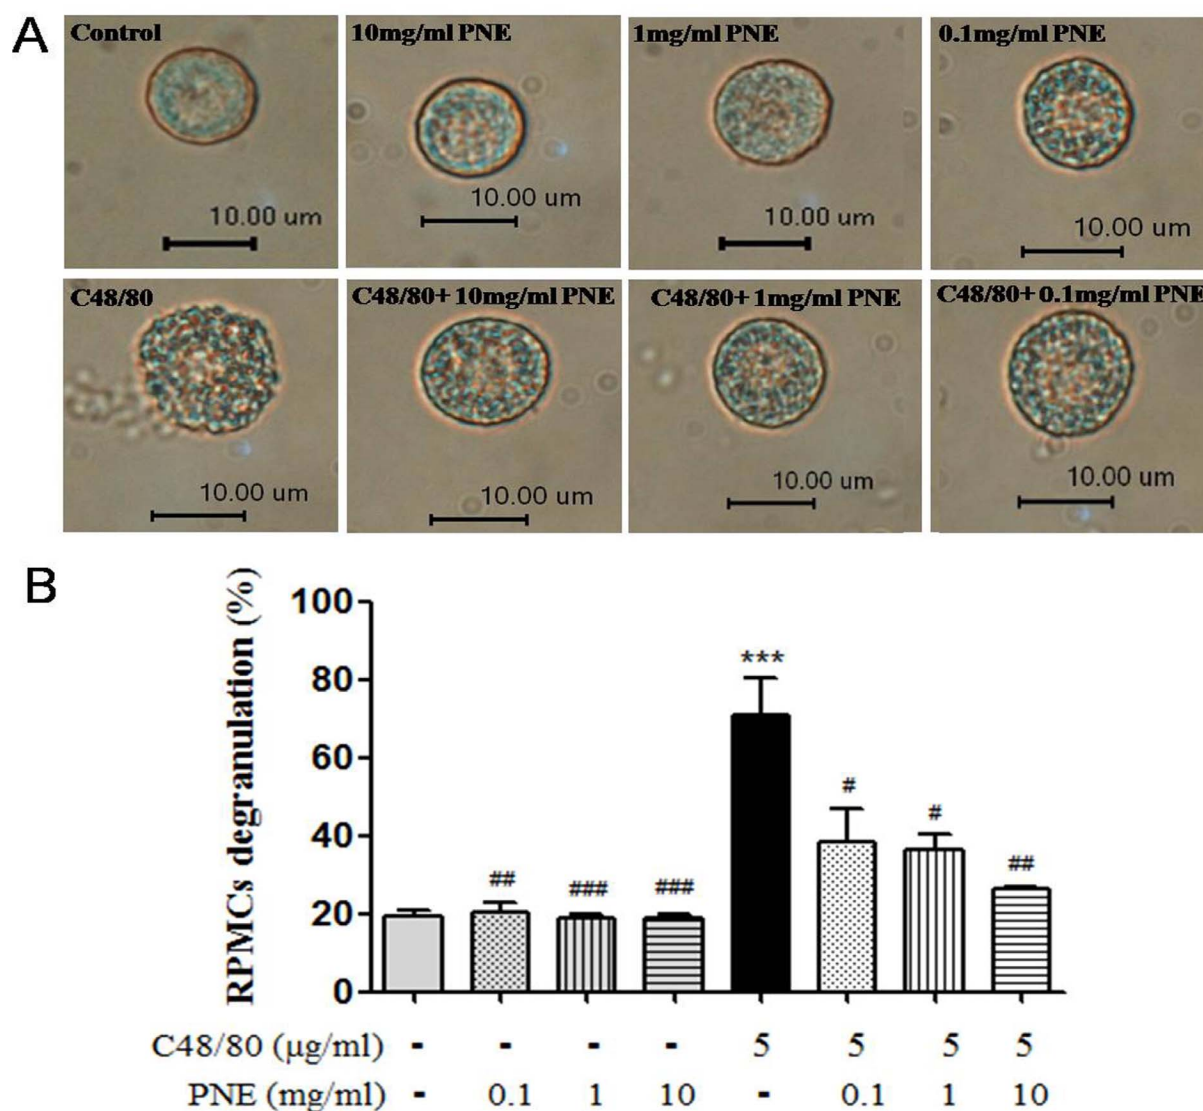 A
Control
10mg/ml PNE
1mg/ml PNE
0.1mg/ml PNE
10.00 um
10.00 um
10.00 um
10.00 um
C48/80
C48/80+ 10mg/ml PNE
C48/80+ 1mg/ml PNE
C48/80+ 0.1mg/ml PNE
10.00 um
10.00 um
10.00 um
10.00 um
B
RPMCs degranulation (%)
100
80
60
40
20
0
***
## ### ### # # ##
C48/80 (μg/ml) - - - - 5 5 5 5
PNE (mg/ml) - 0.1 1 10 - 0.1 1 10